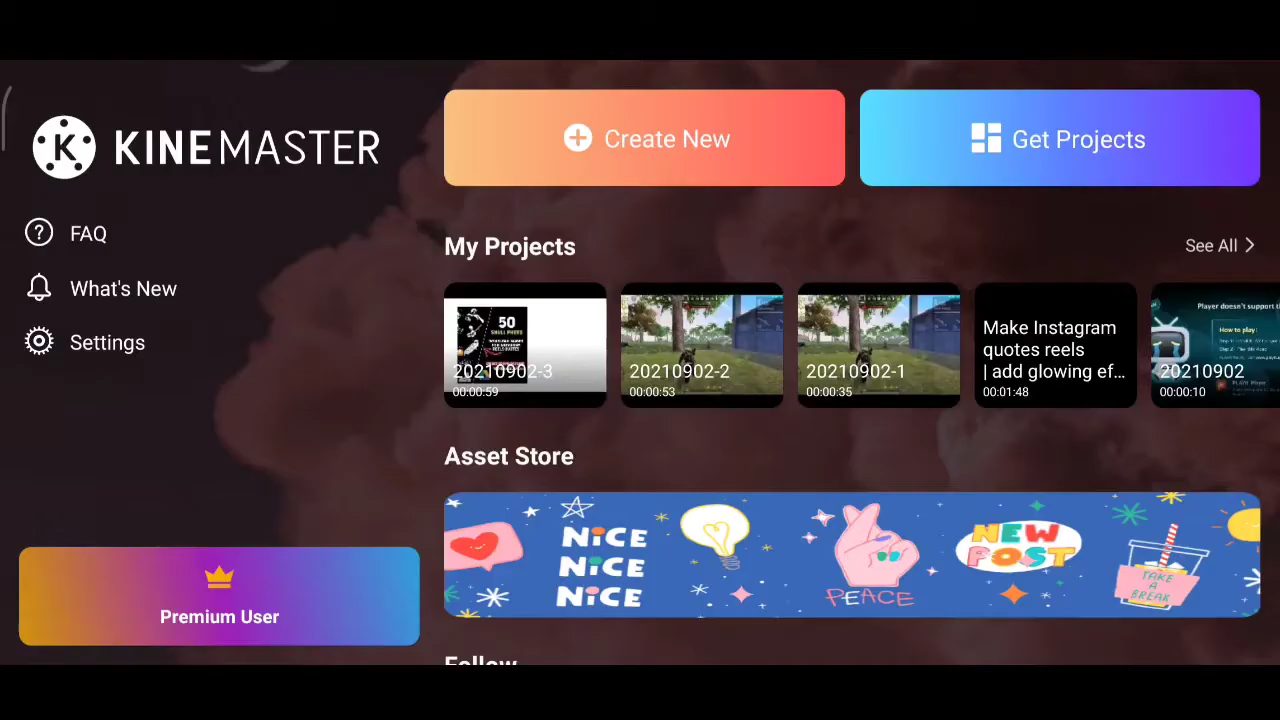 KINEMASTER
FAQ
What's New
Settings
Premium User
Create New
Get Projects
My Projects
See All
50
20210902-3
00:00:59
20210902-2
00:00:53
20210902-1
00:00:35
Make Instagram
quotes reels
| add glowing ef...
00:01:48
Player doesn't support t
How to play:
20210902
00:00:10
Asset Store
NiCE
NiCE
NiCE
PEACE
NEW
POST
TAKE
A
BREAK
Follow